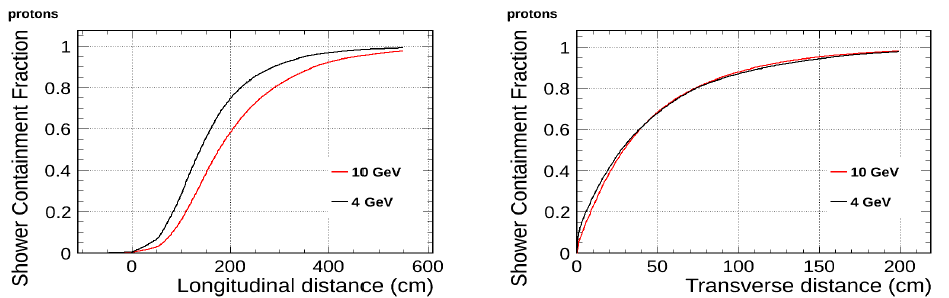 protons
Shower Containment Fraction
1
0.8
0.6
0.4
0.2
0
10 GeV
4 GeV
0 200 400 600
Longitudinal distance (cm)
protons
Shower Containment Fraction
1
0.8
0.6
0.4
0.2
0
10 GeV
4 GeV
0 50 100 150 200
Transverse distance (cm)